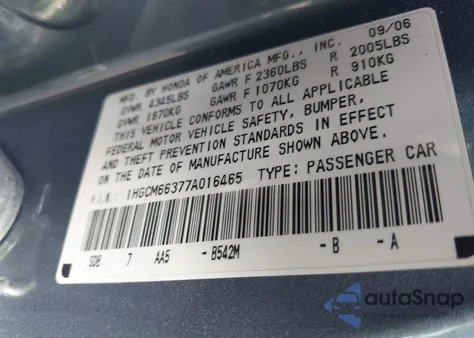 MFD. BY HONDA OF AMERICA MFG., INC. 09/06
GVWR 4345LBS GAWR F 2360LBS R 2005LBS
GVWR 1970KG GAWR F 1070KG R 910KG
THIS VEHICLE CONFORMS TO ALL APPLICABLE
FEDERAL MOTOR VEHICLE SAFETY, BUMPER,
AND THEFT PREVENTION STANDARDS IN EFFECT
ON THE DATE OF MANUFACTURE SHOWN ABOVE.
V.I.N. 1HGCM66377A016465 TYPE: PASSENGER CAR
SDB 7 AA5 -B542M -B -A
autoSnap